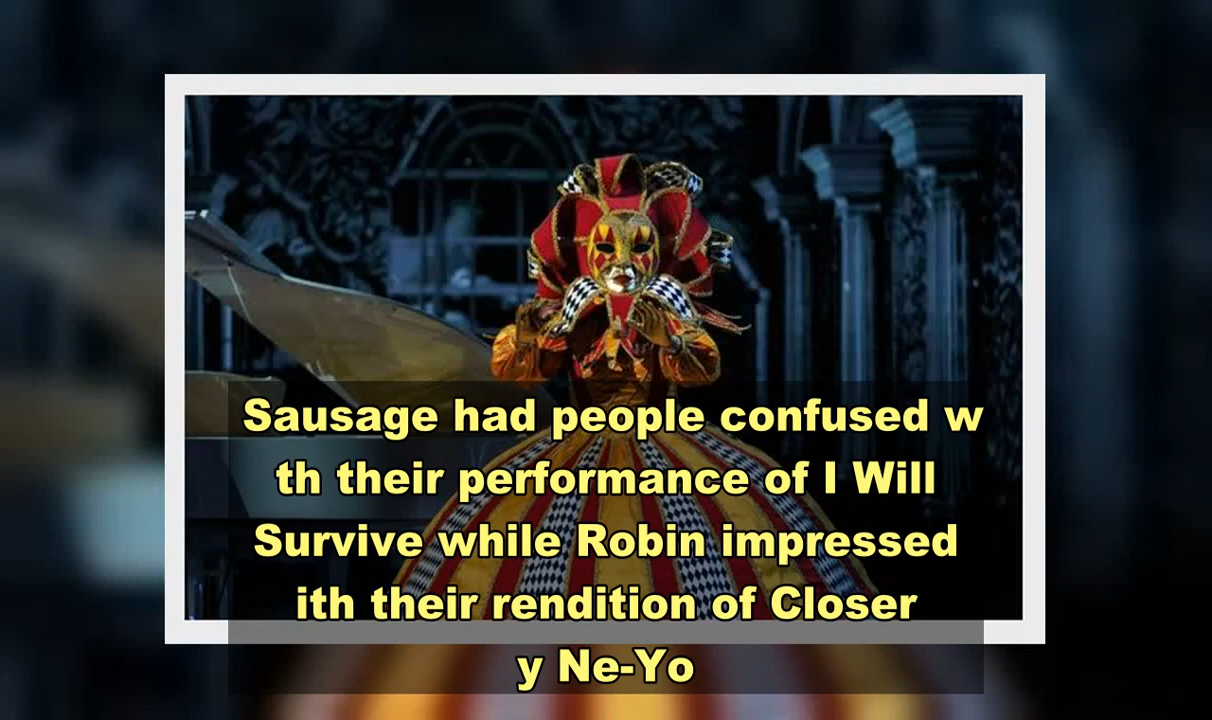 Sausage had people confused w
th their performance of I Will
Survive while Robin impressed
ith their rendition of Closer
y Ne-Yo